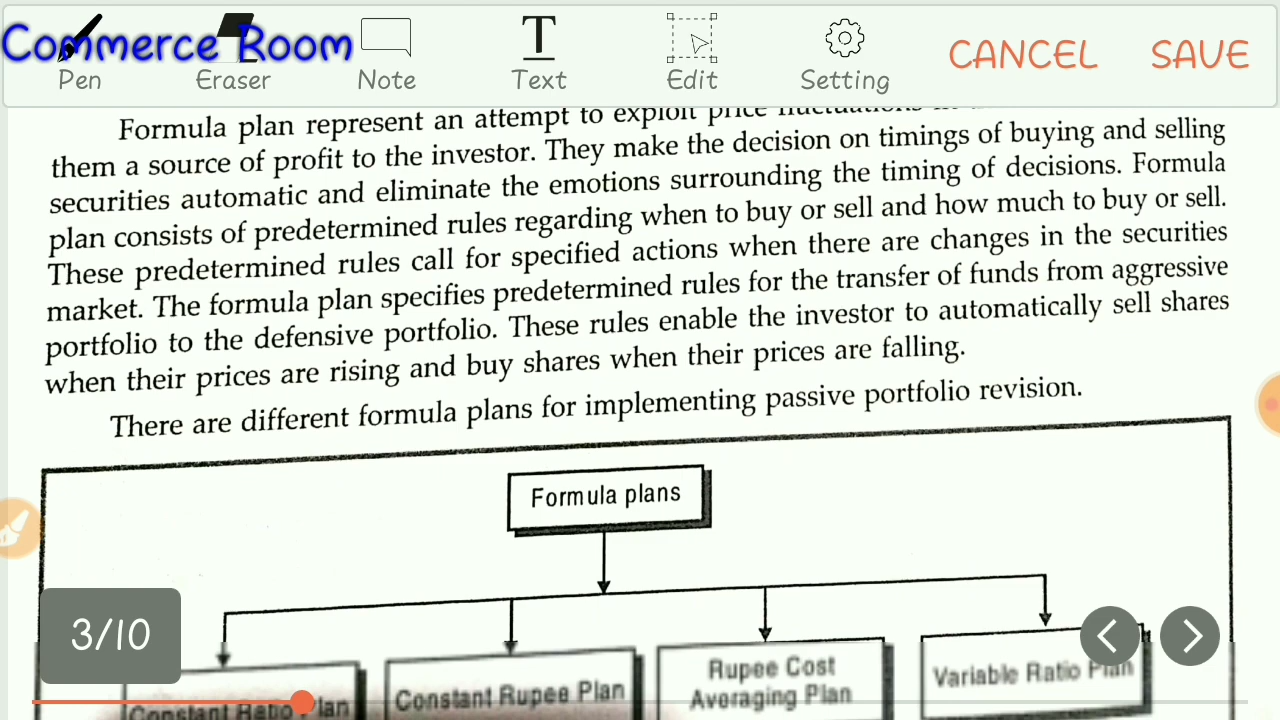 Commerce Room
Pen
Eraser
Note
Text
Edit
Setting
CANCEL
SAVE
Formula plan represent an attempt to exploit price fluctuations
them a source of profit to the investor. They make the decision on timings of buying and selling
securities automatic and eliminate the emotions surrounding the timing of decisions. Formula
plan consists of predetermined rules regarding when to buy or sell and how much to buy or sell.
These predetermined rules call for specified actions when there are changes in the securities
market. The formula plan specifies predetermined rules for the transfer of funds from aggressive
portfolio to the defensive portfolio. These rules enable the investor to automatically sell shares
when their prices are rising and buy shares when their prices are falling.
There are different formula plans for implementing passive portfolio revision.
Formula plans
Constant Ratio Plan
Constant Rupee Plan
Rupee Cost
Averaging Plan
Variable Ratio Plan
3/10